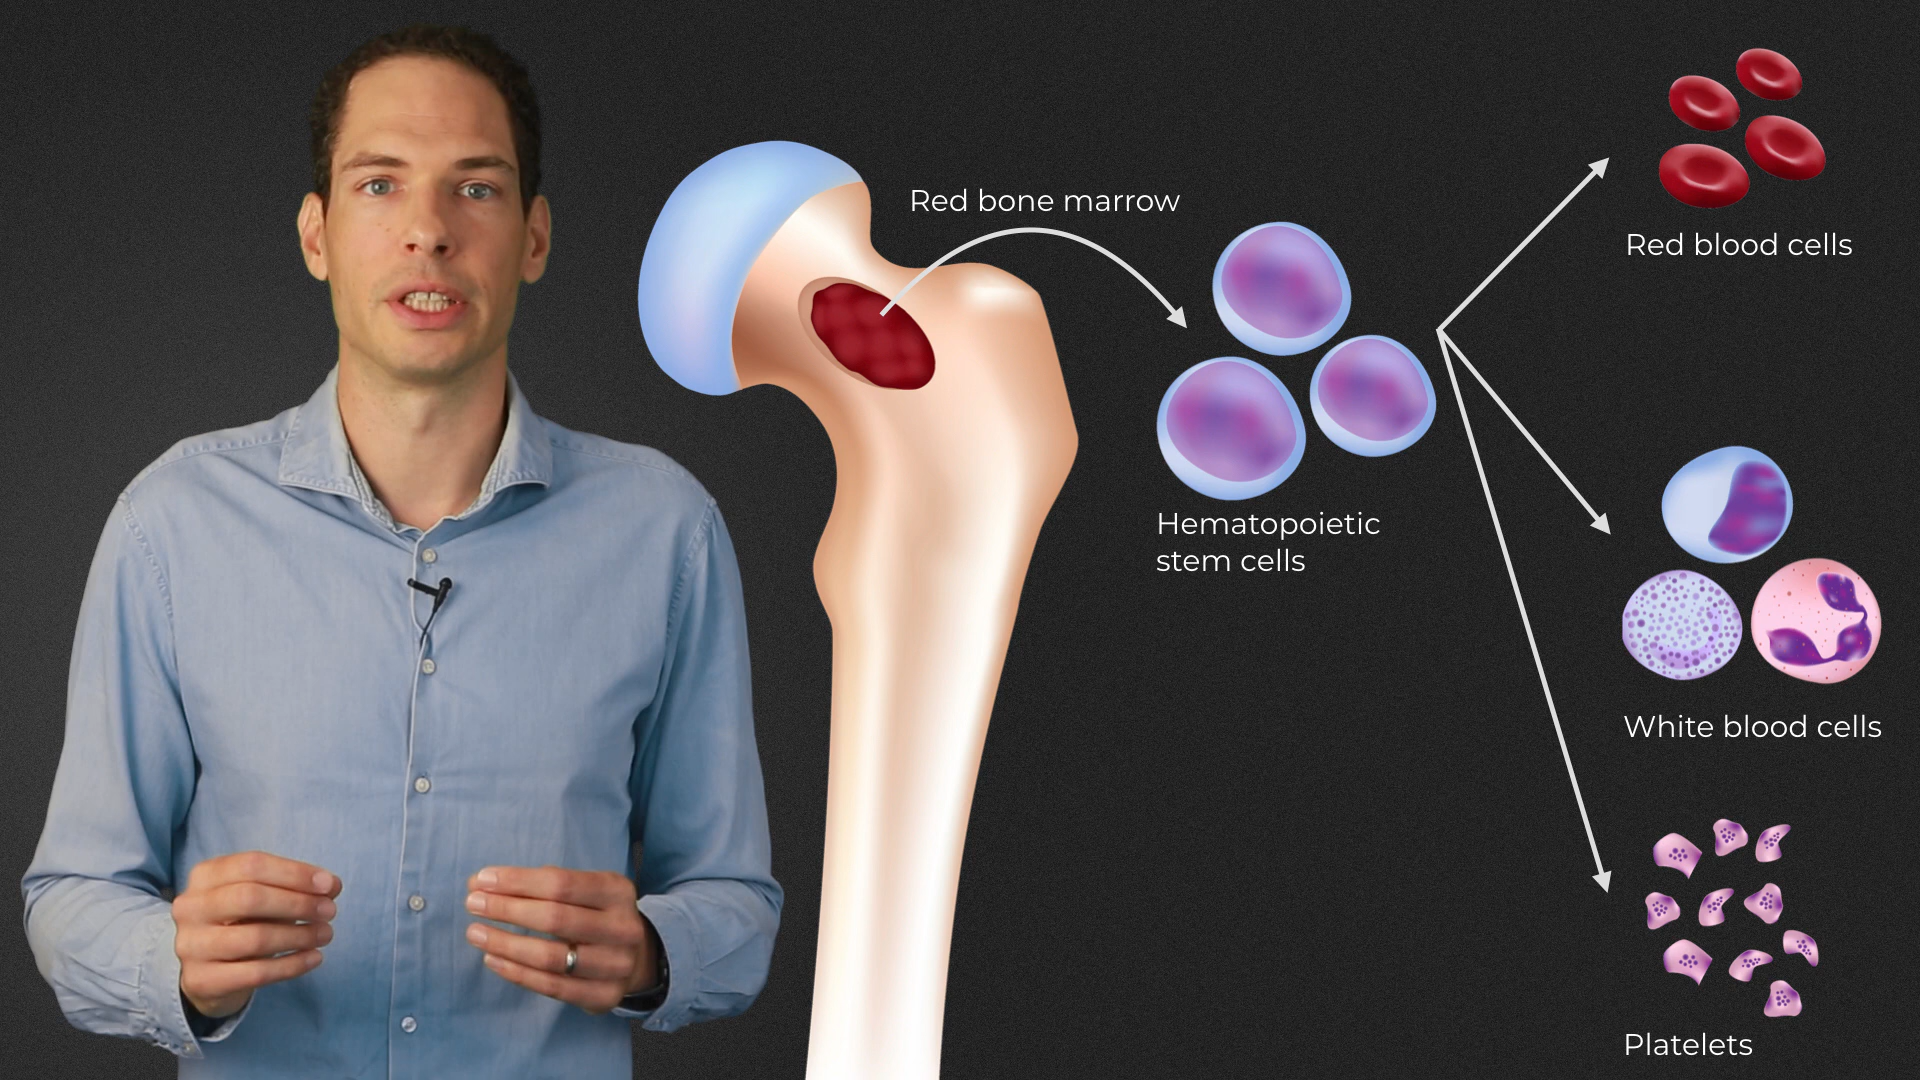 Red bone marrow
Hematopoietic
stem cells
Red blood cells
White blood cells
Platelets